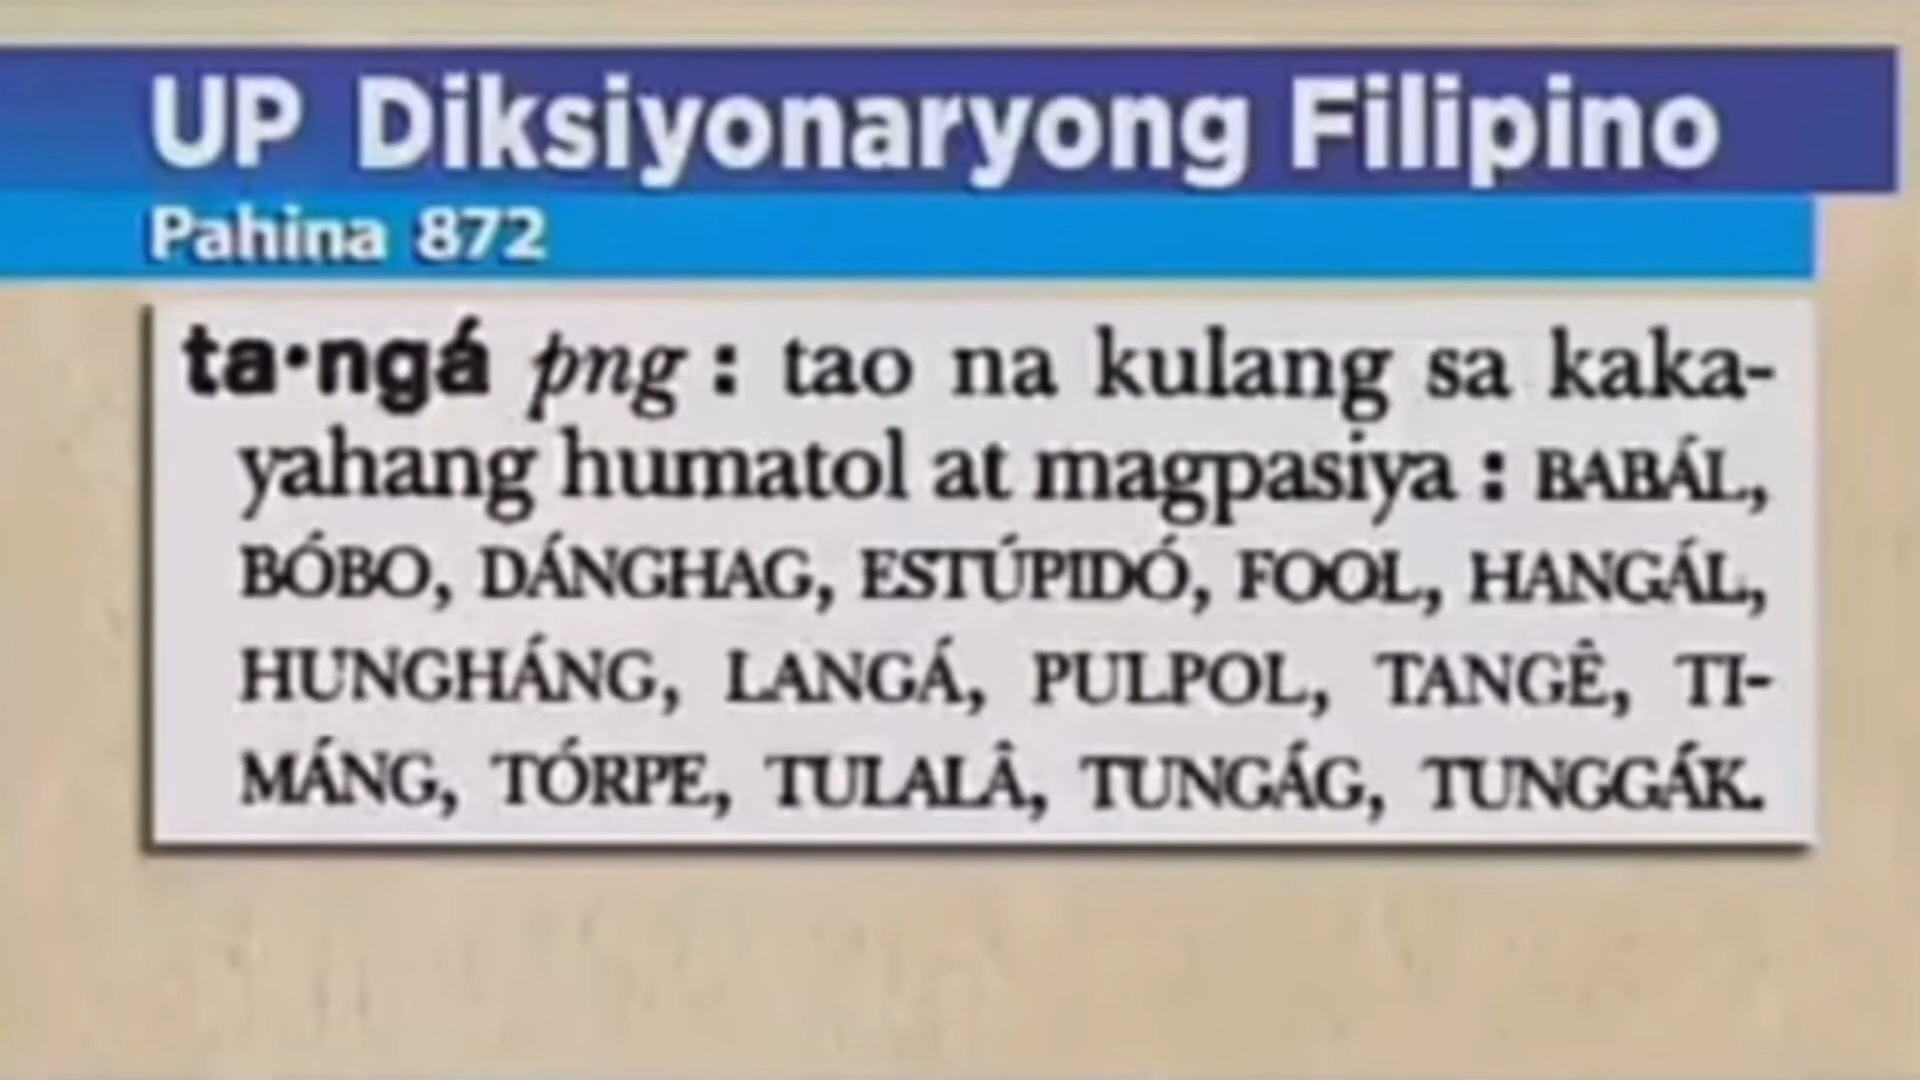 UP Diksiyonaryong Filipino
Pahina 872
ta·ngá png : tao na kulang sa kaka-
yahang humatol at magpasiya : BABÁL,
BÓBO, DÁNGHAG, ESTÚPIDÓ, FOOL, HANGÁL,
HUNGHÁNG, LANGÁ, PULPOL, TANGÊ, TI-
MÁNG, TÓRPE, TULALÂ, TUNGÁG, TUNGGÁK.